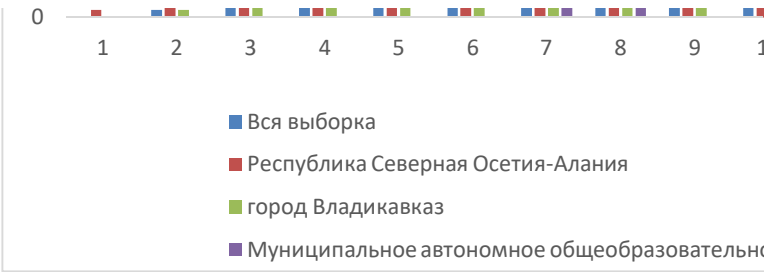 0
1 2 3 4 5 6 7 8 9 1
Вся выборка
Республика Северная Осетия-Алания
город Владикавказ
Муниципальное автономное